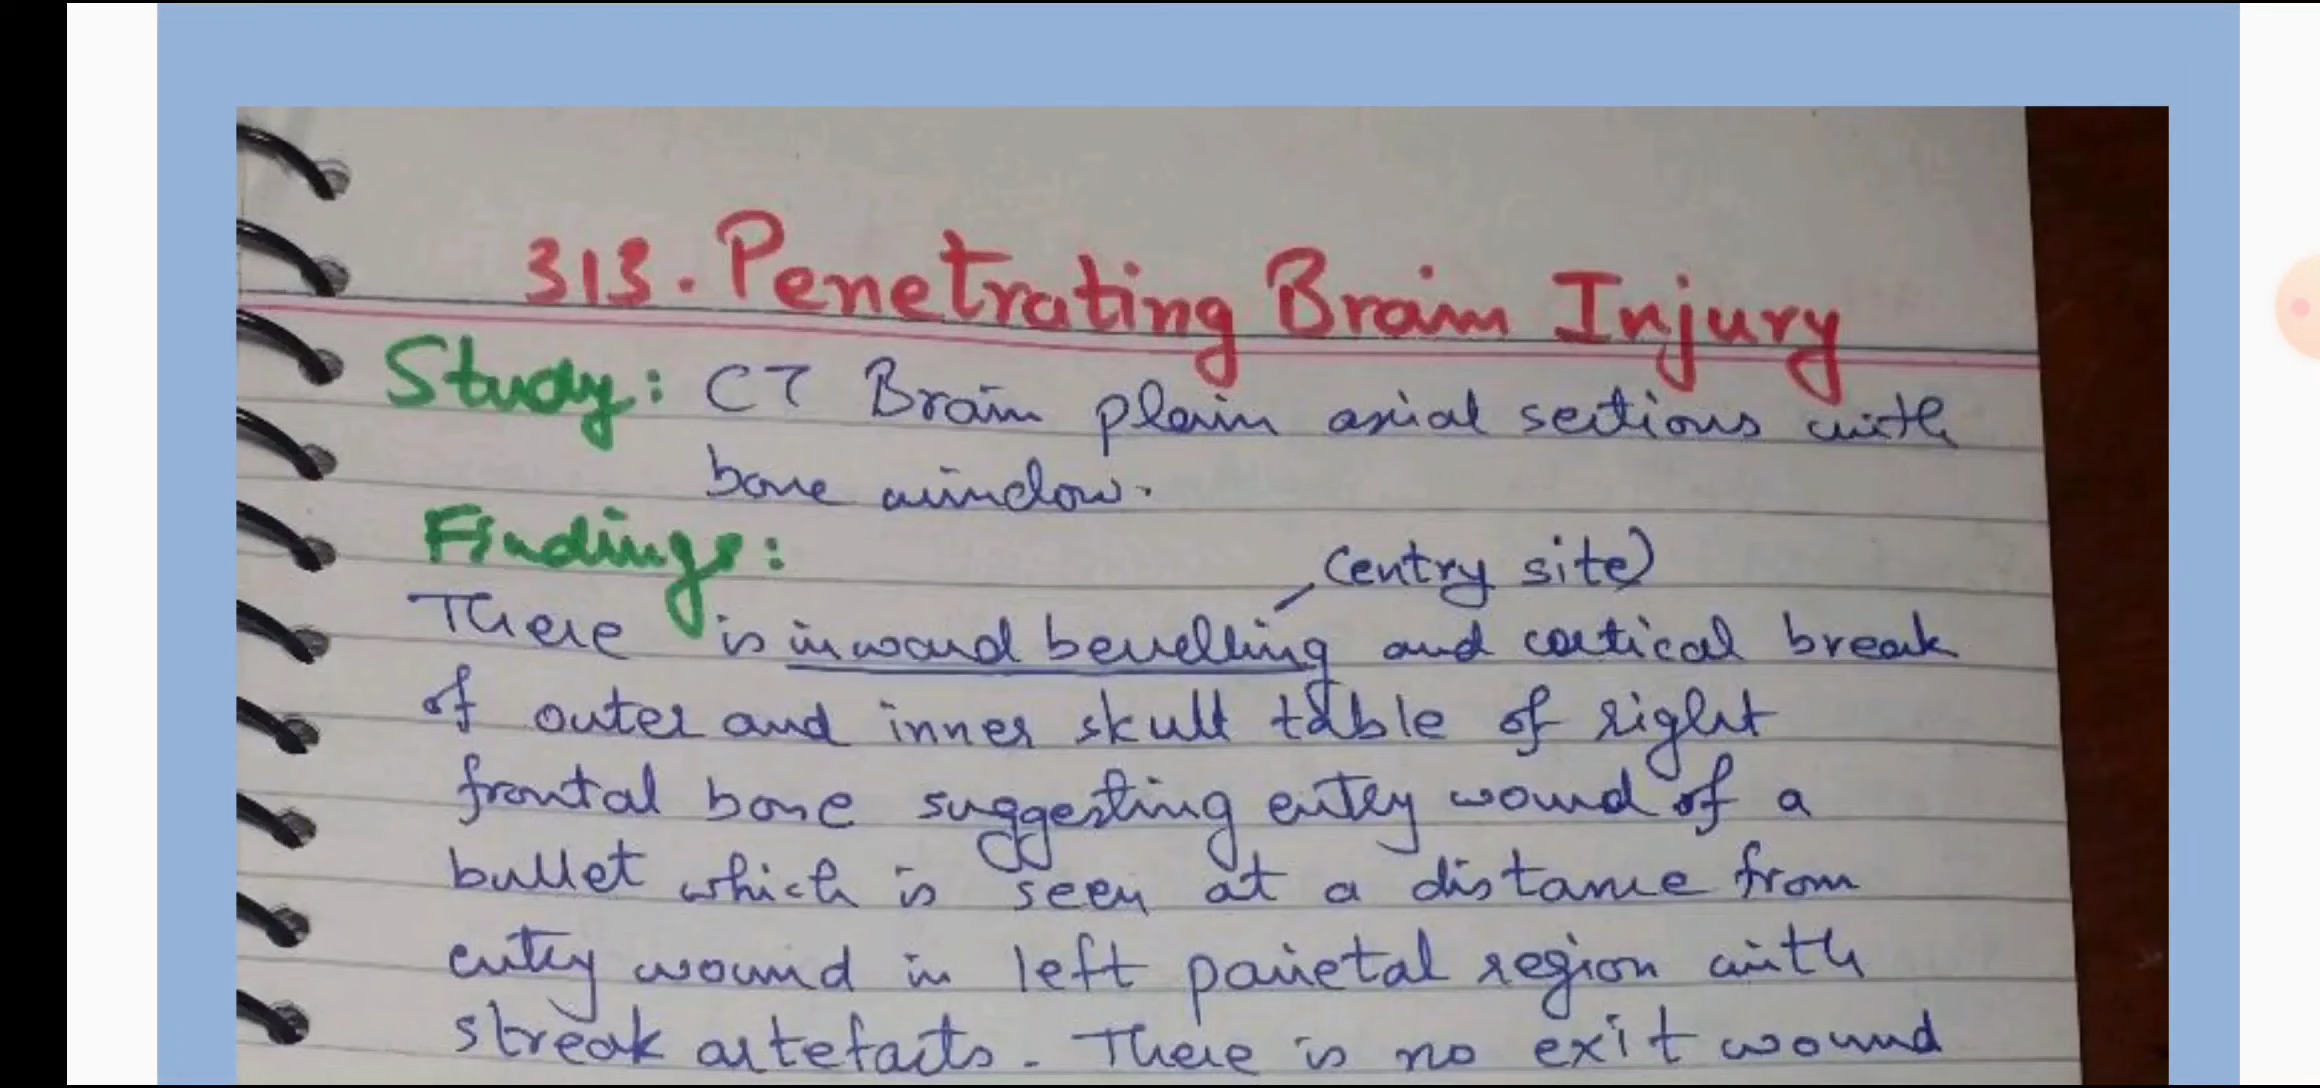 313. Penetrating Brain Injury
Study: CT Brain plain axial sections with
bone window.
Findings:
(entry site)
There is inward bevelling and cortical break
of outer and inner skull table of right
frontal bone suggesting entry wound of a
bullet which is seen at a distance from
entry wound in left parietal region with
streak artefacts. There is no exit wound